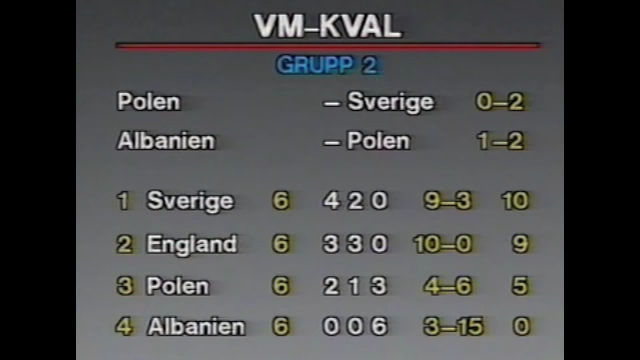 VM–KVAL
GRUPP 2
Polen – Sverige 0–2
Albanien – Polen 1–2
1 Sverige 6 4 2 0 9–3 10
2 England 6 3 3 0 10–0 9
3 Polen 6 2 1 3 4–6 5
4 Albanien 6 0 0 6 3–15 0